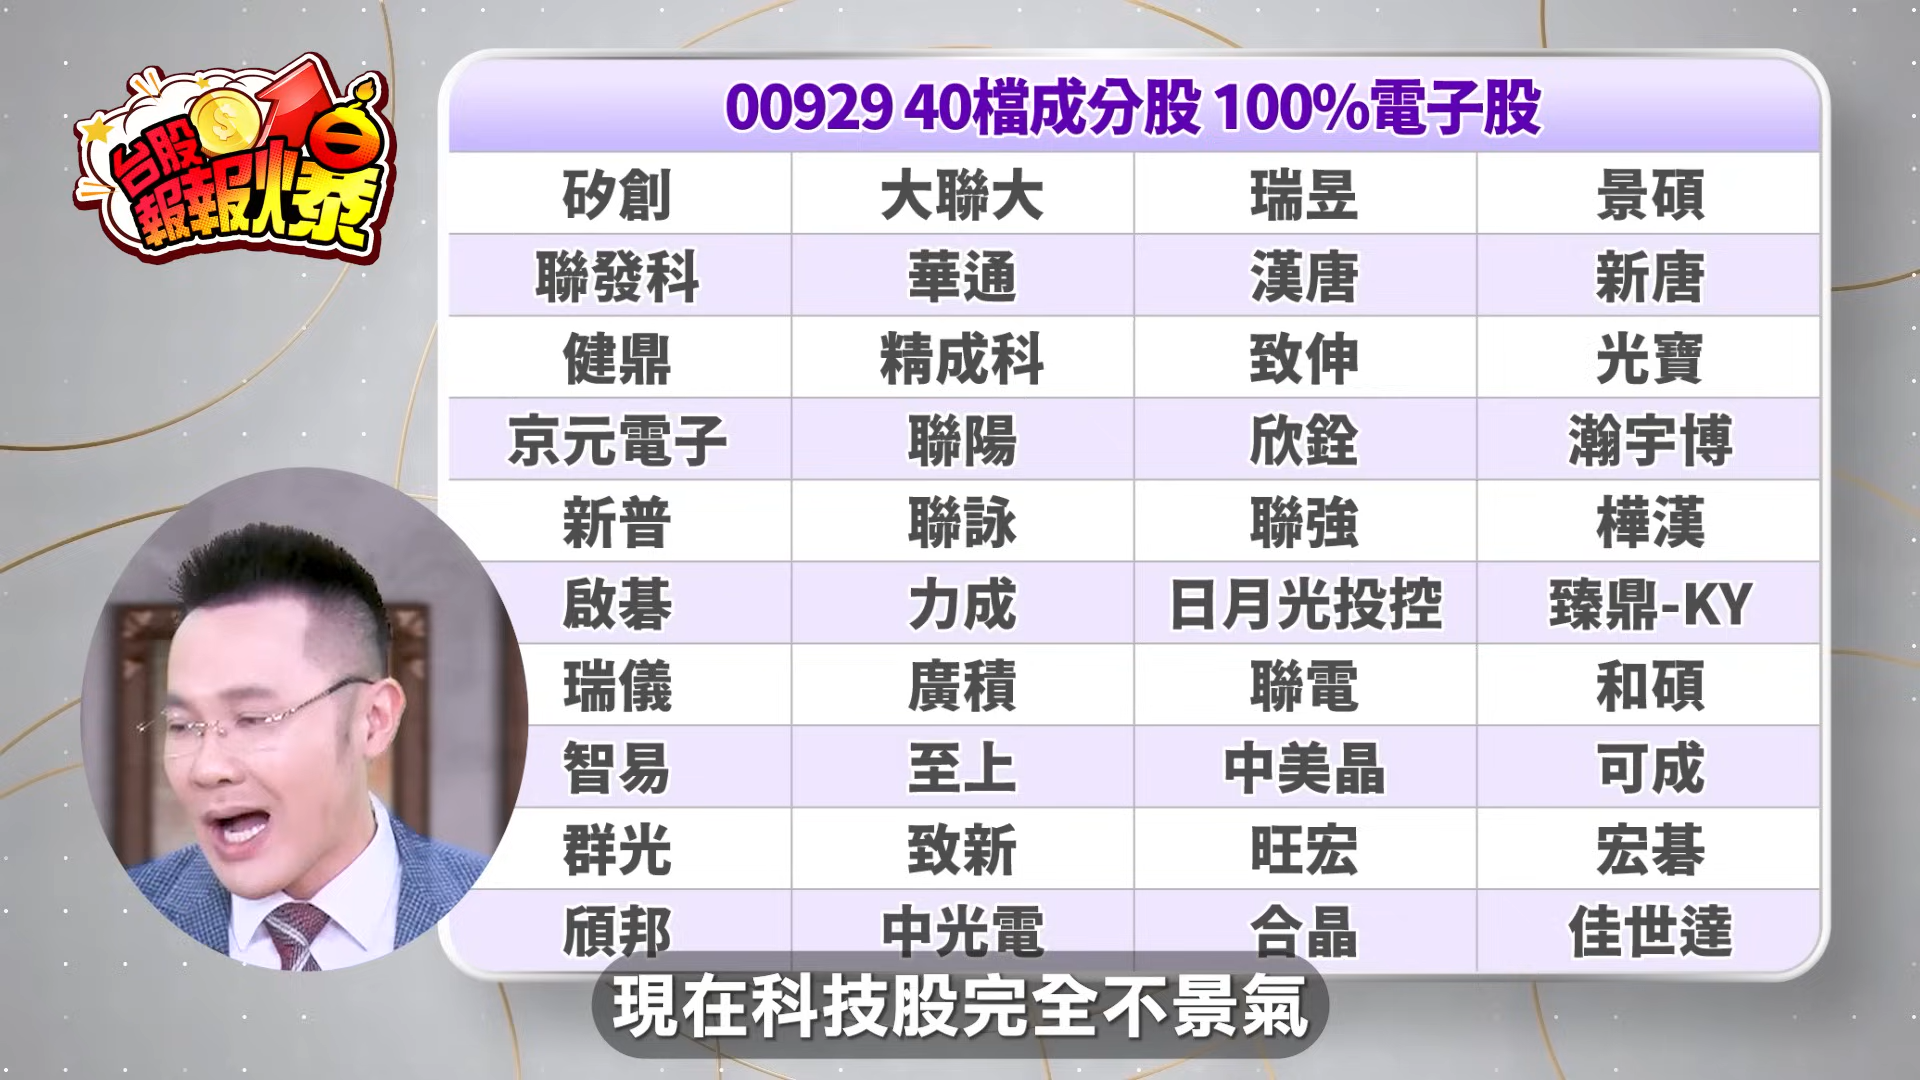 台股
報報爆
00929 40檔成分股 100%電子股
矽創 大聯大 瑞昱 景碩
聯發科 華通 漢唐 新唐
健鼎 精成科 致伸 光寶
京元電子 聯陽 欣銓 瀚宇博
新普 聯詠 聯強 樺漢
啟碁 力成 日月光投控 臻鼎-KY
瑞儀 廣積 聯電 和碩
智易 至上 中美晶 可成
群光 致新 旺宏 宏碁
頎邦 中光電 合晶 佳世達
現在科技股完全不景氣